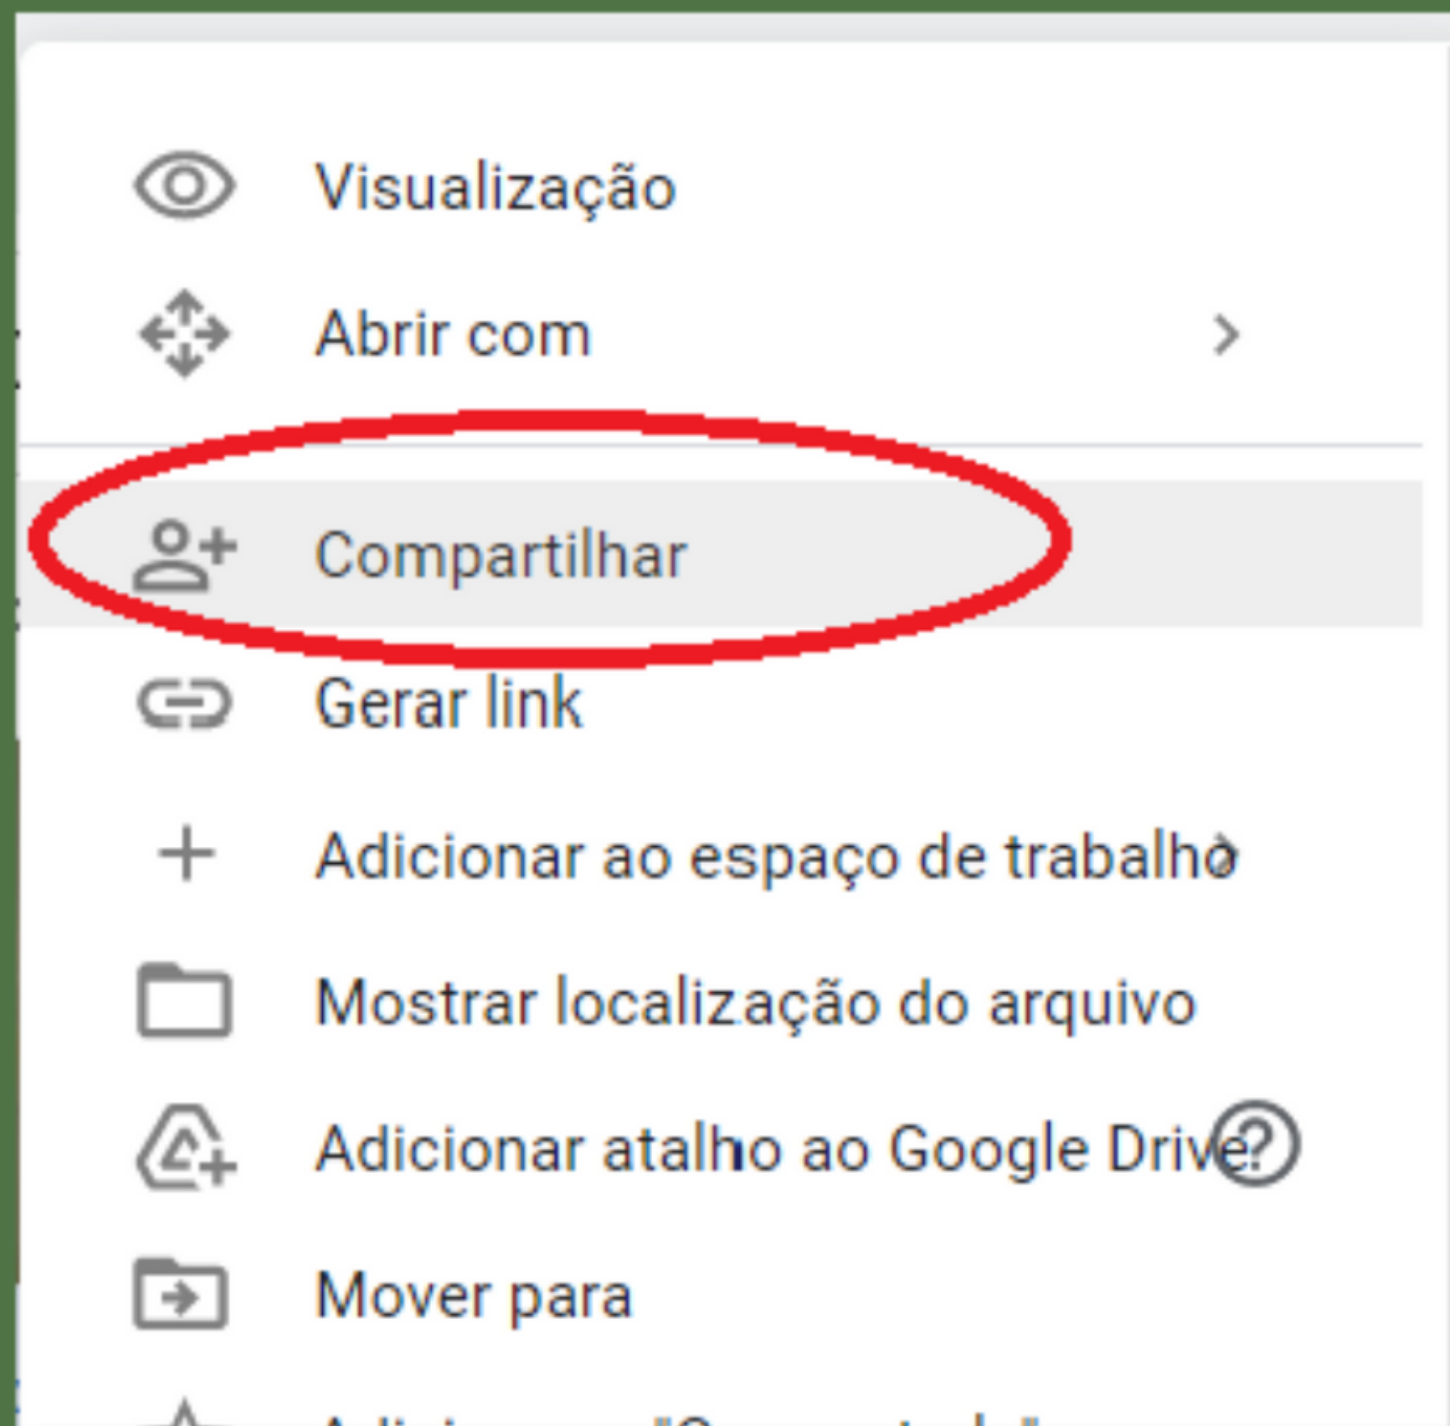 Visualização
Abrir com
Compartilhar
Gerar link
Adicionar ao espaço de trabalho
Mostrar localização do arquivo
Adicionar atalho ao Google Drive
Mover para